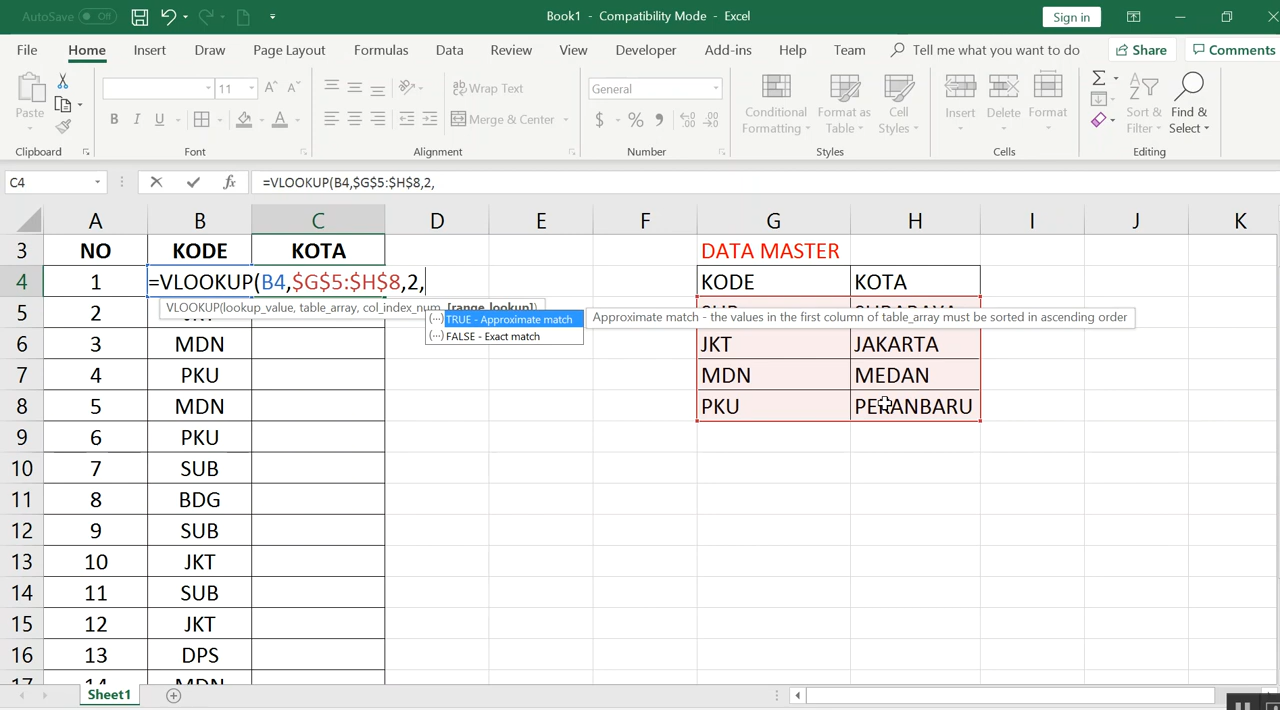 AutoSave Off
Book1 - Compatibility Mode - Excel
Sign in
File Home Insert Draw Page Layout Formulas Data Review View Developer Add-ins Help Team Tell me what you want to do Share Comments
Paste
11
B I U A
Wrap Text
Merge & Center
General
$ % 9
Conditional Formatting
Format as Table
Cell Styles
Insert Delete Format
Sort & Filter
Find & Select
Clipboard Font Alignment Number Styles Cells Editing
C4 fx =VLOOKUP(B4,$G$5:$H$8,2,
A B C D E F G H I J K
3 NO KODE KOTA DATA MASTER
4 1 =VLOOKUP(B4,$G$5:$H$8,2, KODE KOTA
VLOOKUP(lookup_value, table_array, col_index_num, [range_lookup])
5 2
TRUE - Approximate match
Approximate match - the values in the first column of table_array must be sorted in ascending order
FALSE - Exact match
6 3 MDN JKT JAKARTA
7 4 PKU MDN MEDAN
8 5 MDN PKU PEKANBARU
9 6 PKU
10 7 SUB
11 8 BDG
12 9 SUB
13 10 JKT
14 11 SUB
15 12 JKT
16 13 DPS
17 14 MDN
Sheet1